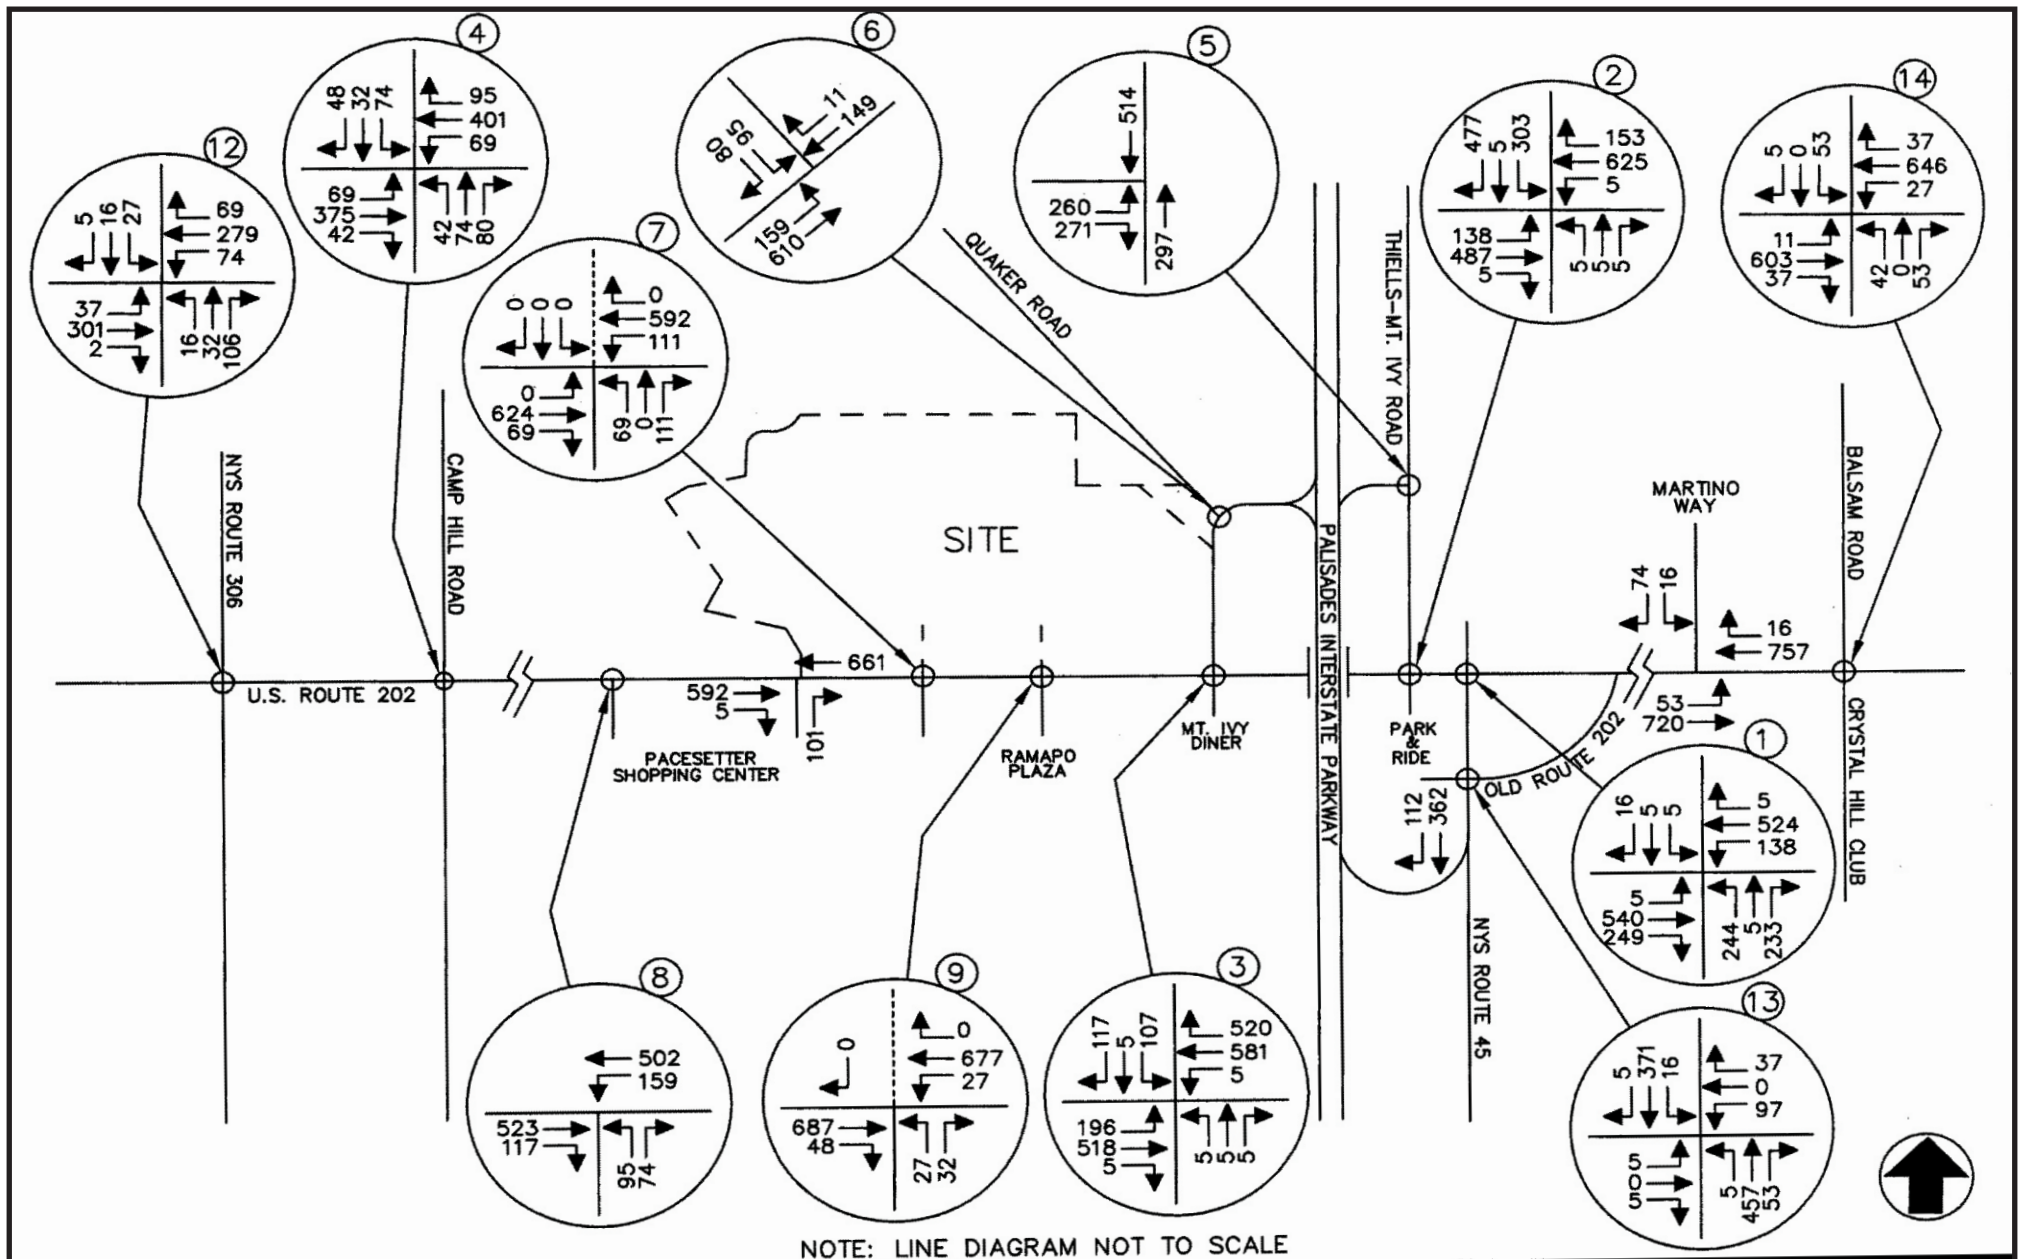 4
48 32 74
95
401
69
69
375
42
42 74 80
6
11
149
95
80
159
610
5
514
260
271
297
2
477 5 303
153
625
5
138
487
5
5 5 5
14
5 0 53
37
646
27
11
603
37
42 0 53
12
5 16 27
69
279
74
37
301
2
16 32 106
7
0 0 0
0
592
111
0
624
69
69 0 111
QUAKER ROAD
THIELLS-MT. IVY ROAD
NYS ROUTE 306
CAMP HILL ROAD
SITE
PALISADES INTERSTATE PARKWAY
MARTINO
WAY
BALSAM ROAD
74 16
16
757
53
720
661
592
5
101
U.S. ROUTE 202
PACESETTER
SHOPPING CENTER
RAMAPO
PLAZA
MT. IVY
DINER
PARK
&
RIDE
OLD ROUTE 202
CRYSTAL HILL CLUB
112 362
NYS ROUTE 45
1
16 5 5
5
524
138
5
540
249
244 5 233
8
502
159
523
117
95 74
9
0
0
677
27
687
48
27 32
3
117 5 107
520
581
5
196
518
5
5 5 5
13
5 371 16
37
0
97
5
0
5
5 457 53
NOTE: LINE DIAGRAM NOT TO SCALE